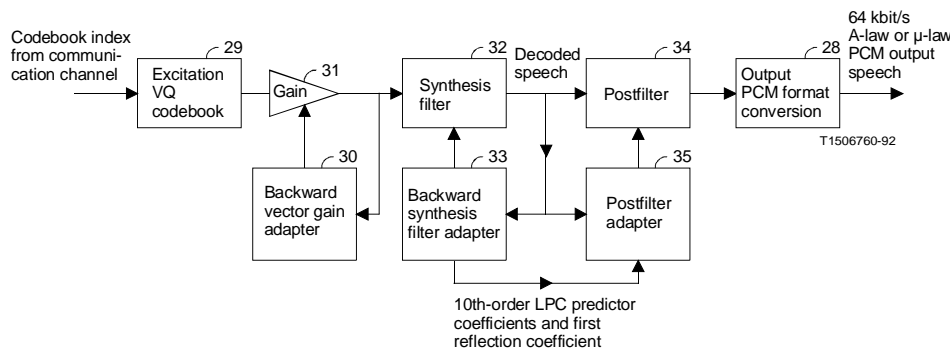 Codebook index
from communi-
cation channel
29
Excitation
VQ
codebook
31
Gain
30
Backward
vector gain
adapter
32
Synthesis
filter
33
Backward
synthesis
filter adapter
Decoded
speech
34
Postfilter
35
Postfilter
adapter
28
Output
PCM format
conversion
64 kbit/s
A-law or µ-law
PCM output
speech
T1506760-92
10th-order LPC predictor
coefficients and first
reflection coefficient